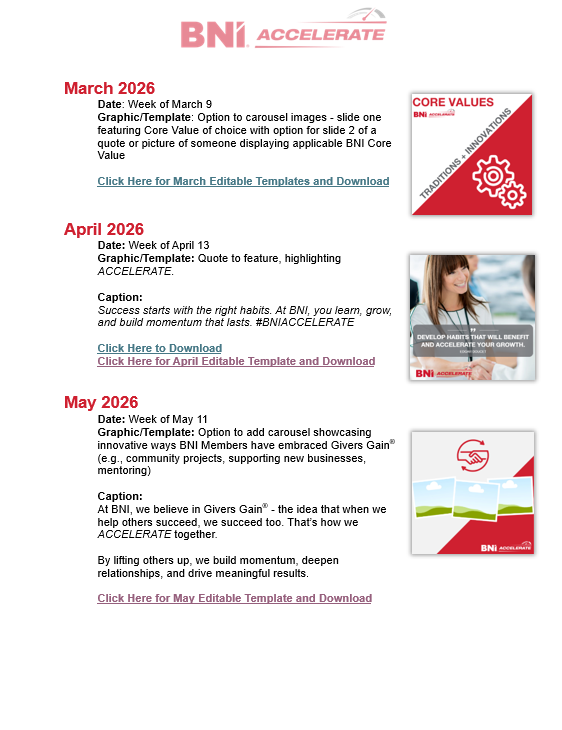 BNI ACCELERATE
March 2026
Date: Week of March 9
Graphic/Template: Option to carousel images - slide one
featuring Core Value of choice with option for slide 2 of a
quote or picture of someone displaying applicable BNI Core
Value
Click Here for March Editable Templates and Download
CORE VALUES
BNI ACCELERATE
TRADITIONS + INNOVATIONS
April 2026
Date: Week of April 13
Graphic/Template: Quote to feature, highlighting
ACCELERATE.
Caption:
Success starts with the right habits. At BNI, you learn, grow,
and build momentum that lasts. #BNIACCELERATE
Click Here to Download
Click Here for April Editable Template and Download
DEVELOP HABITS THAT WILL BENEFIT
AND ACCELERATE YOUR GROWTH.
BNI ACCELERATE
May 2026
Date: Week of May 11
Graphic/Template: Option to add carousel showcasing
innovative ways BNI Members have embraced Givers Gain®
(e.g., community projects, supporting new businesses,
mentoring)
Caption:
At BNI, we believe in Givers Gain® - the idea that when we
help others succeed, we succeed too. That's how we
ACCELERATE together.
By lifting others up, we build momentum, deepen
relationships, and drive meaningful results.
Click Here for May Editable Template and Download
BNI ACCELERATE